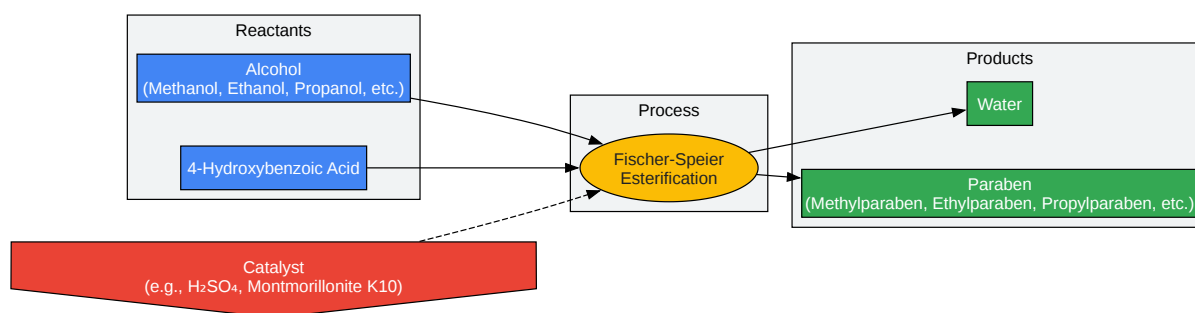 Reactants
Alcohol
(Methanol, Ethanol, Propanol, etc.)
4-Hydroxybenzoic Acid
Catalyst
(e.g., H₂SO₄, Montmorillonite K10)
Process
Fischer-Speier
Esterification
Products
Water
Paraben
(Methylparaben, Ethylparaben, Propylparaben, etc.)